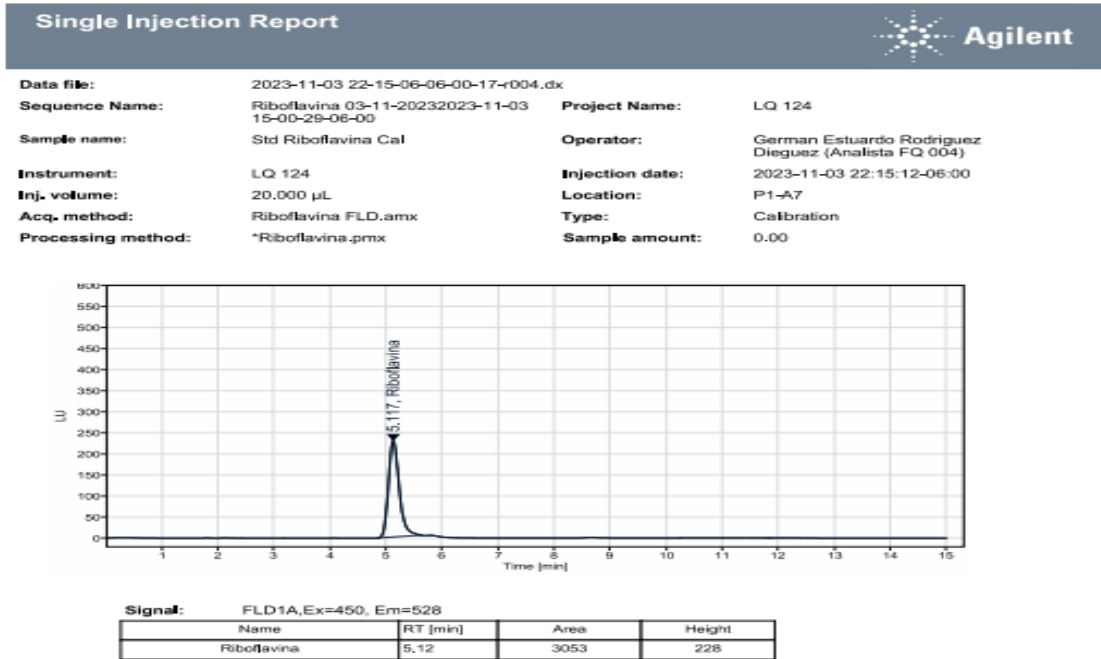 Single Injection Report
Agilent
Data file: 2023-11-03 22-15-06-06-00-17-r004.dx
Sequence Name: Riboflavina 03-11-20232023-11-03 15-00-29-06-00 Project Name: LQ 124
Sample name: Std Riboflavina Cal Operator: German Estuardo Rodriguez Dieguez (Analista FQ 004)
Instrument: LQ 124 Injection date: 2023-11-03 22:15:12-06:00
Inj. volume: 20.000 µL Location: P1-A7
Acq. method: Riboflavina FLD.amx Type: Calibration
Processing method: *Riboflavina.pmx Sample amount: 0.00
600
550
500
450
400
350
300
250
200
150
100
50
0
LU
5.117, Riboflavina
1 2 3 4 5 6 7 8 9 10 11 12 13 14 15
Time [min]
Signal: FLD1A,Ex=450, Em=528
Name RT [min] Area Height
Riboflavina 5.12 3053 228